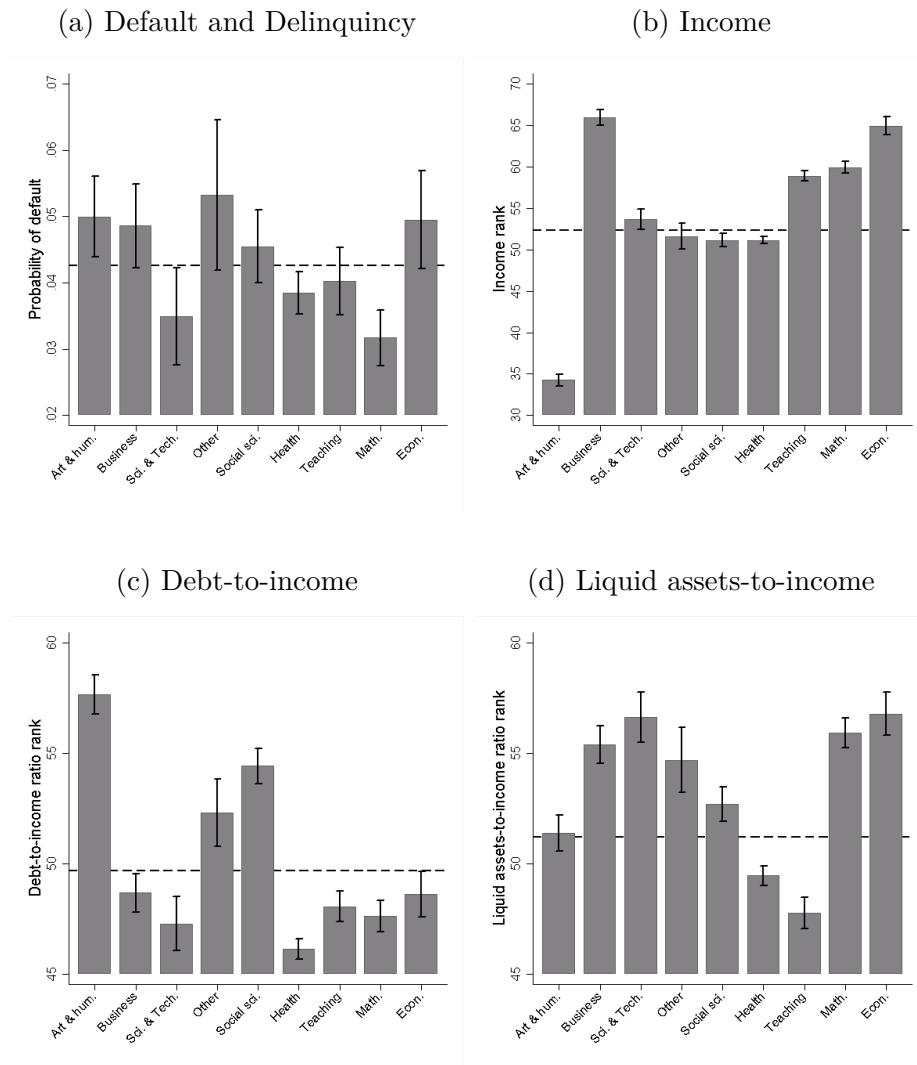 (a) Default and Delinquincy
Probability of default
.07
.06
.05
.04
.03
.02
Art & hum.
Business
Sci. & Tech.
Other
Social sci.
Health
Teaching
Math.
Econ.
(b) Income
Income rank
70
65
60
55
50
45
40
35
30
Art & hum.
Business
Sci. & Tech.
Other
Social sci.
Health
Teaching
Math.
Econ.
(c) Debt-to-income
Debt-to-income ratio rank
60
55
50
45
Art & hum.
Business
Sci. & Tech.
Other
Social sci.
Health
Teaching
Math.
Econ.
(d) Liquid assets-to-income
Liquid assets-to-income ratio rank
60
55
50
45
Art & hum.
Business
Sci. & Tech.
Other
Social sci.
Health
Teaching
Math.
Econ.